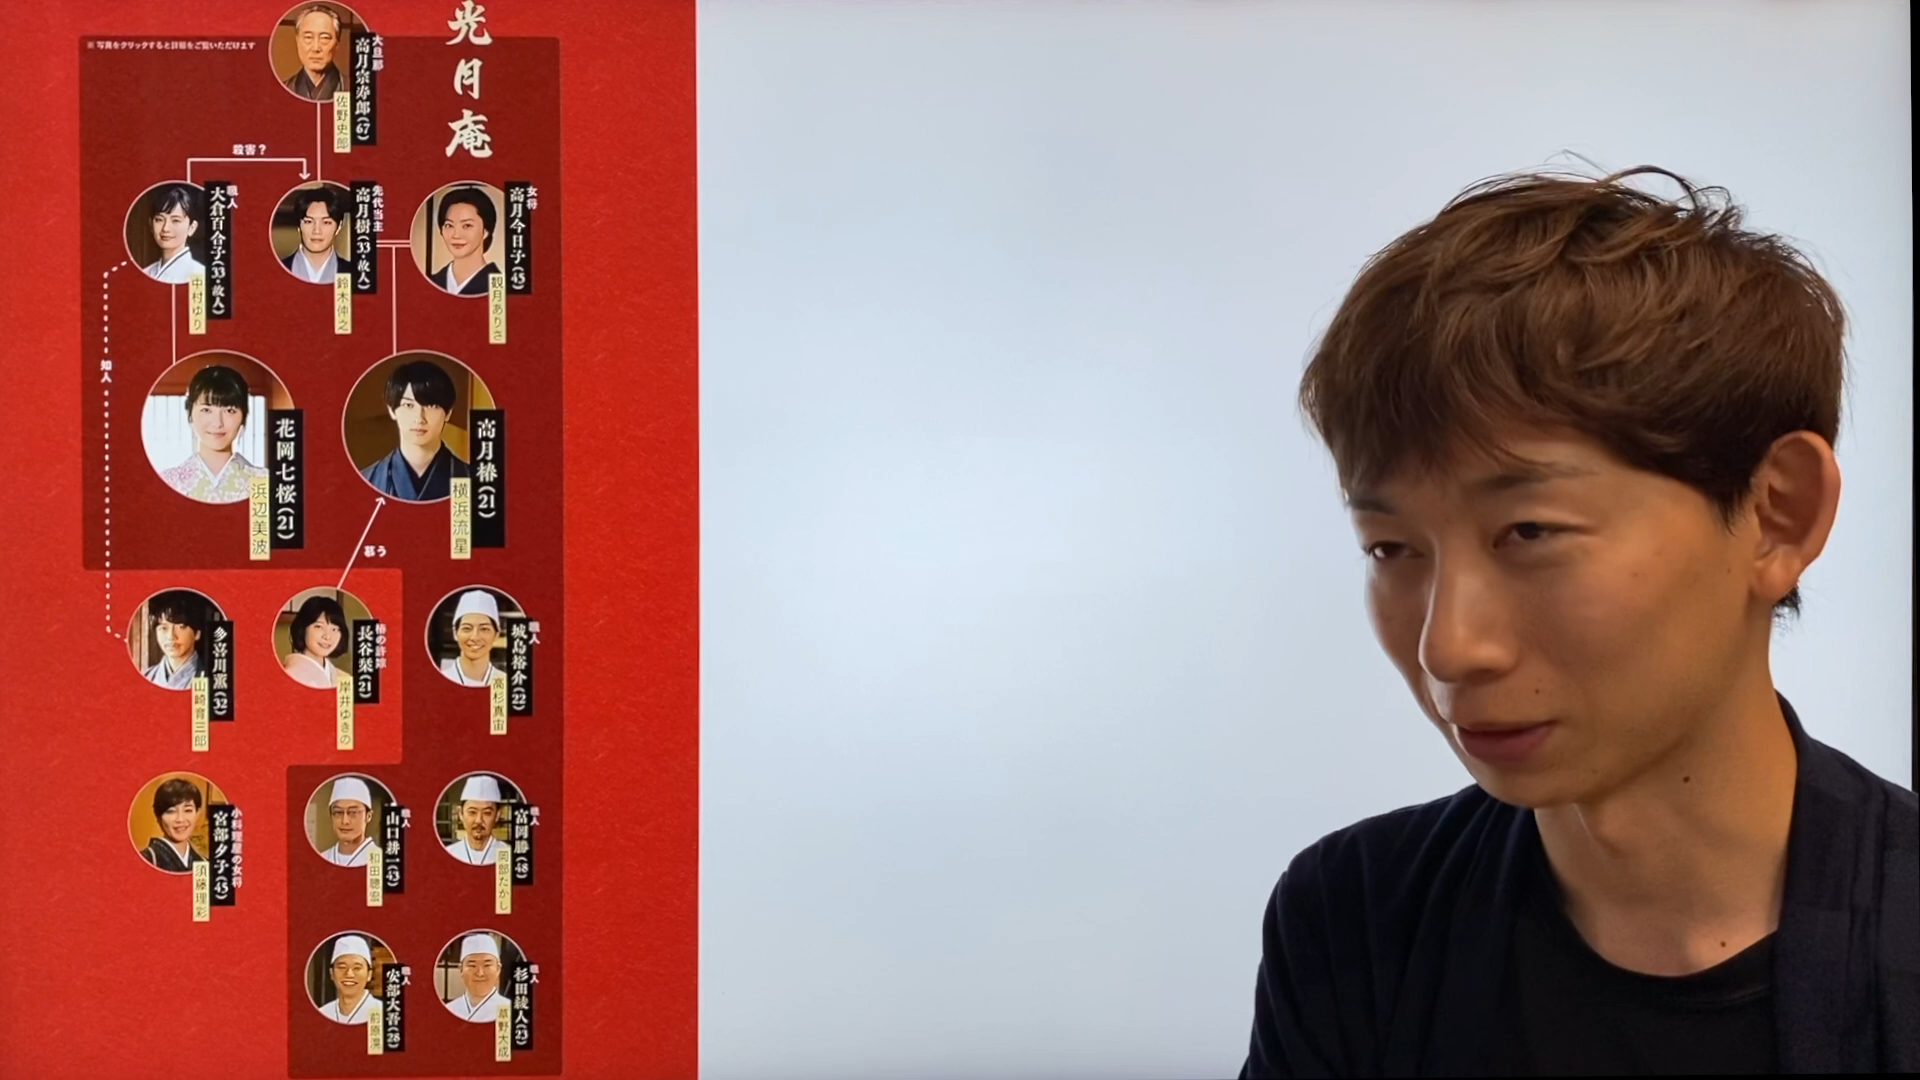 ※ 写真をクリックすると詳細をご覧いただけます
光月庵
大旦那
高月宗寿郎(67)
佐野史郎
殺害？
職人
大倉百合子(33・故人)
中村ゆり
先代当主
高月樹(33・故人)
鈴木伸之
女将
高月今日子(45)
観月ありさ
知人
花岡七桜(21)
浜辺美波
高月椿(21)
横浜流星
慕う
多喜川薫(32)
山崎育三郎
椿の許嫁
長谷栞(21)
岸井ゆきの
職人
城島裕介(22)
高杉真宙
小料理屋の女将
宮部夕子(45)
須藤理彩
職人
山口耕一(43)
和田聰宏
職人
富岡勝(48)
岡部たかし
職人
安部大吾(28)
前原滉
職人
杉田綾人(23)
草野大成